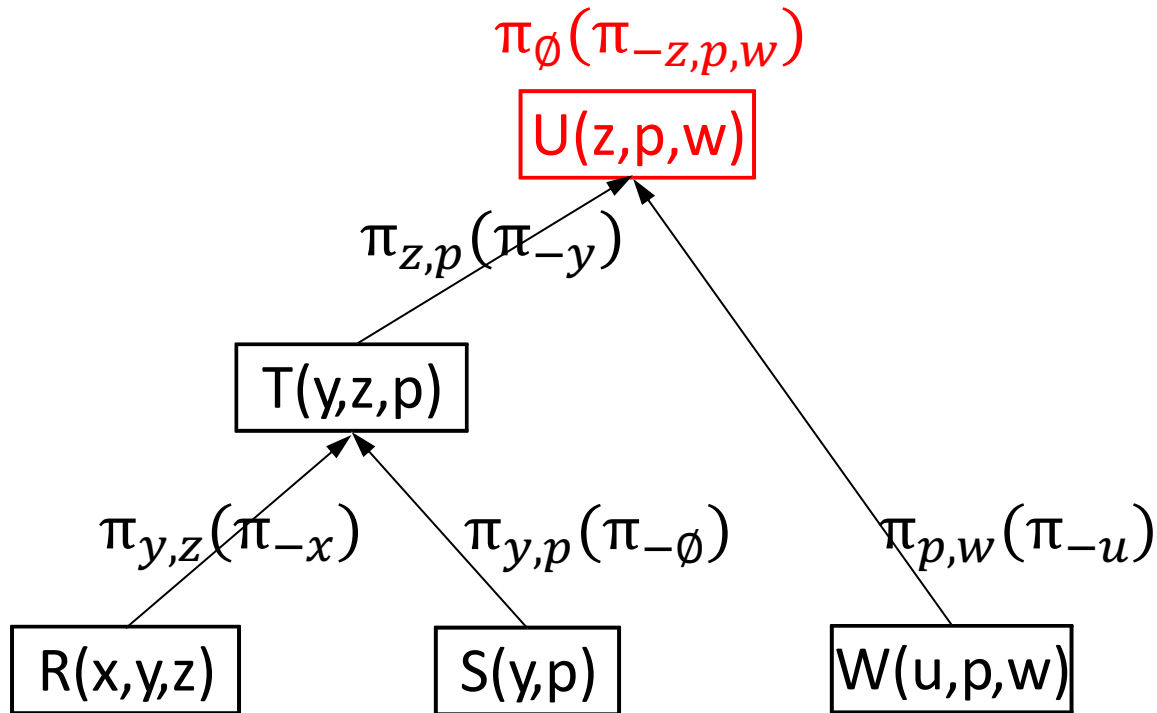 π∅(π−z,p,w)
U(z,p,w)
πz,p(π−y)
T(y,z,p)
πy,z(π−x) πy,p(π−∅) πp,w(π−u)
R(x,y,z) S(y,p) W(u,p,w)